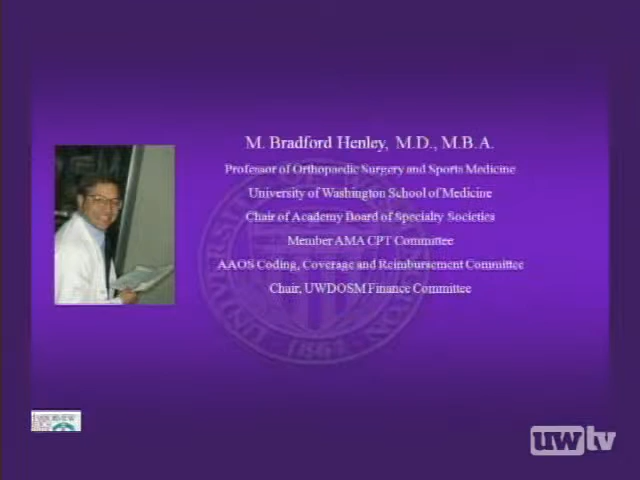 M. Bradford Henley, M.D., M.B.A.
Professor of Orthopaedic Surgery and Sports Medicine
University of Washington School of Medicine
Chair of Academy Board of Specialty Societies
Member AMA CPT Committee
AAOS Coding, Coverage and Reimbursement Committee
Chair, UWDOSM Finance Committee
1861
uwtv